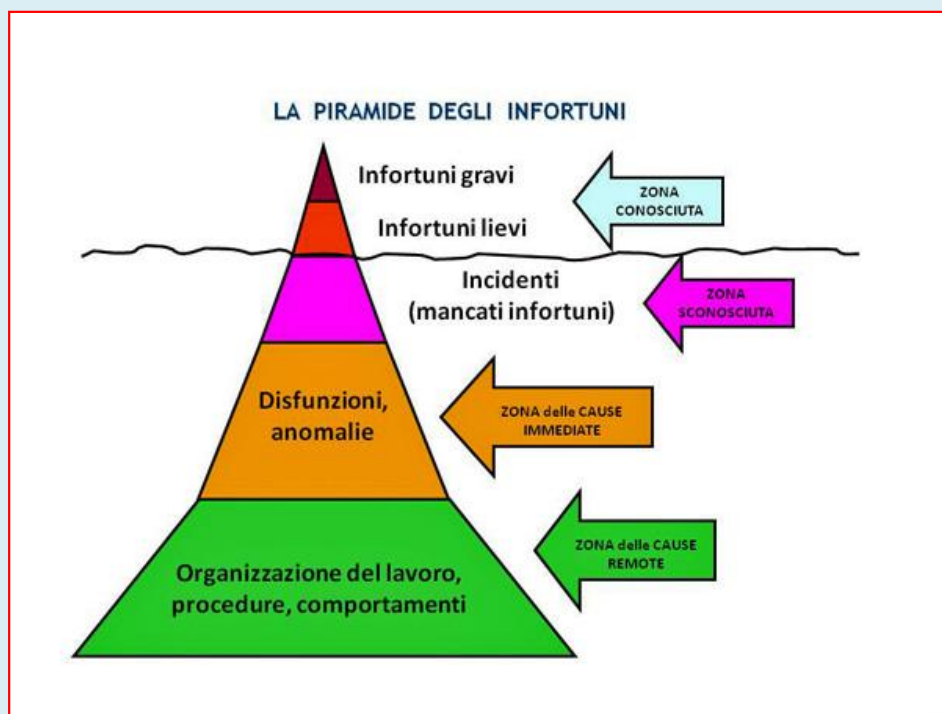 LA PIRAMIDE DEGLI INFORTUNI
Infortuni gravi
ZONA
CONOSCIUTA
Infortuni lievi
Incidenti
(mancati infortuni)
ZONA
SCONOSCIUTA
Disfunzioni,
anomalie
ZONA delle CAUSE
IMMEDIATE
Organizzazione del lavoro,
procedure, comportamenti
ZONA delle CAUSE
REMOTE